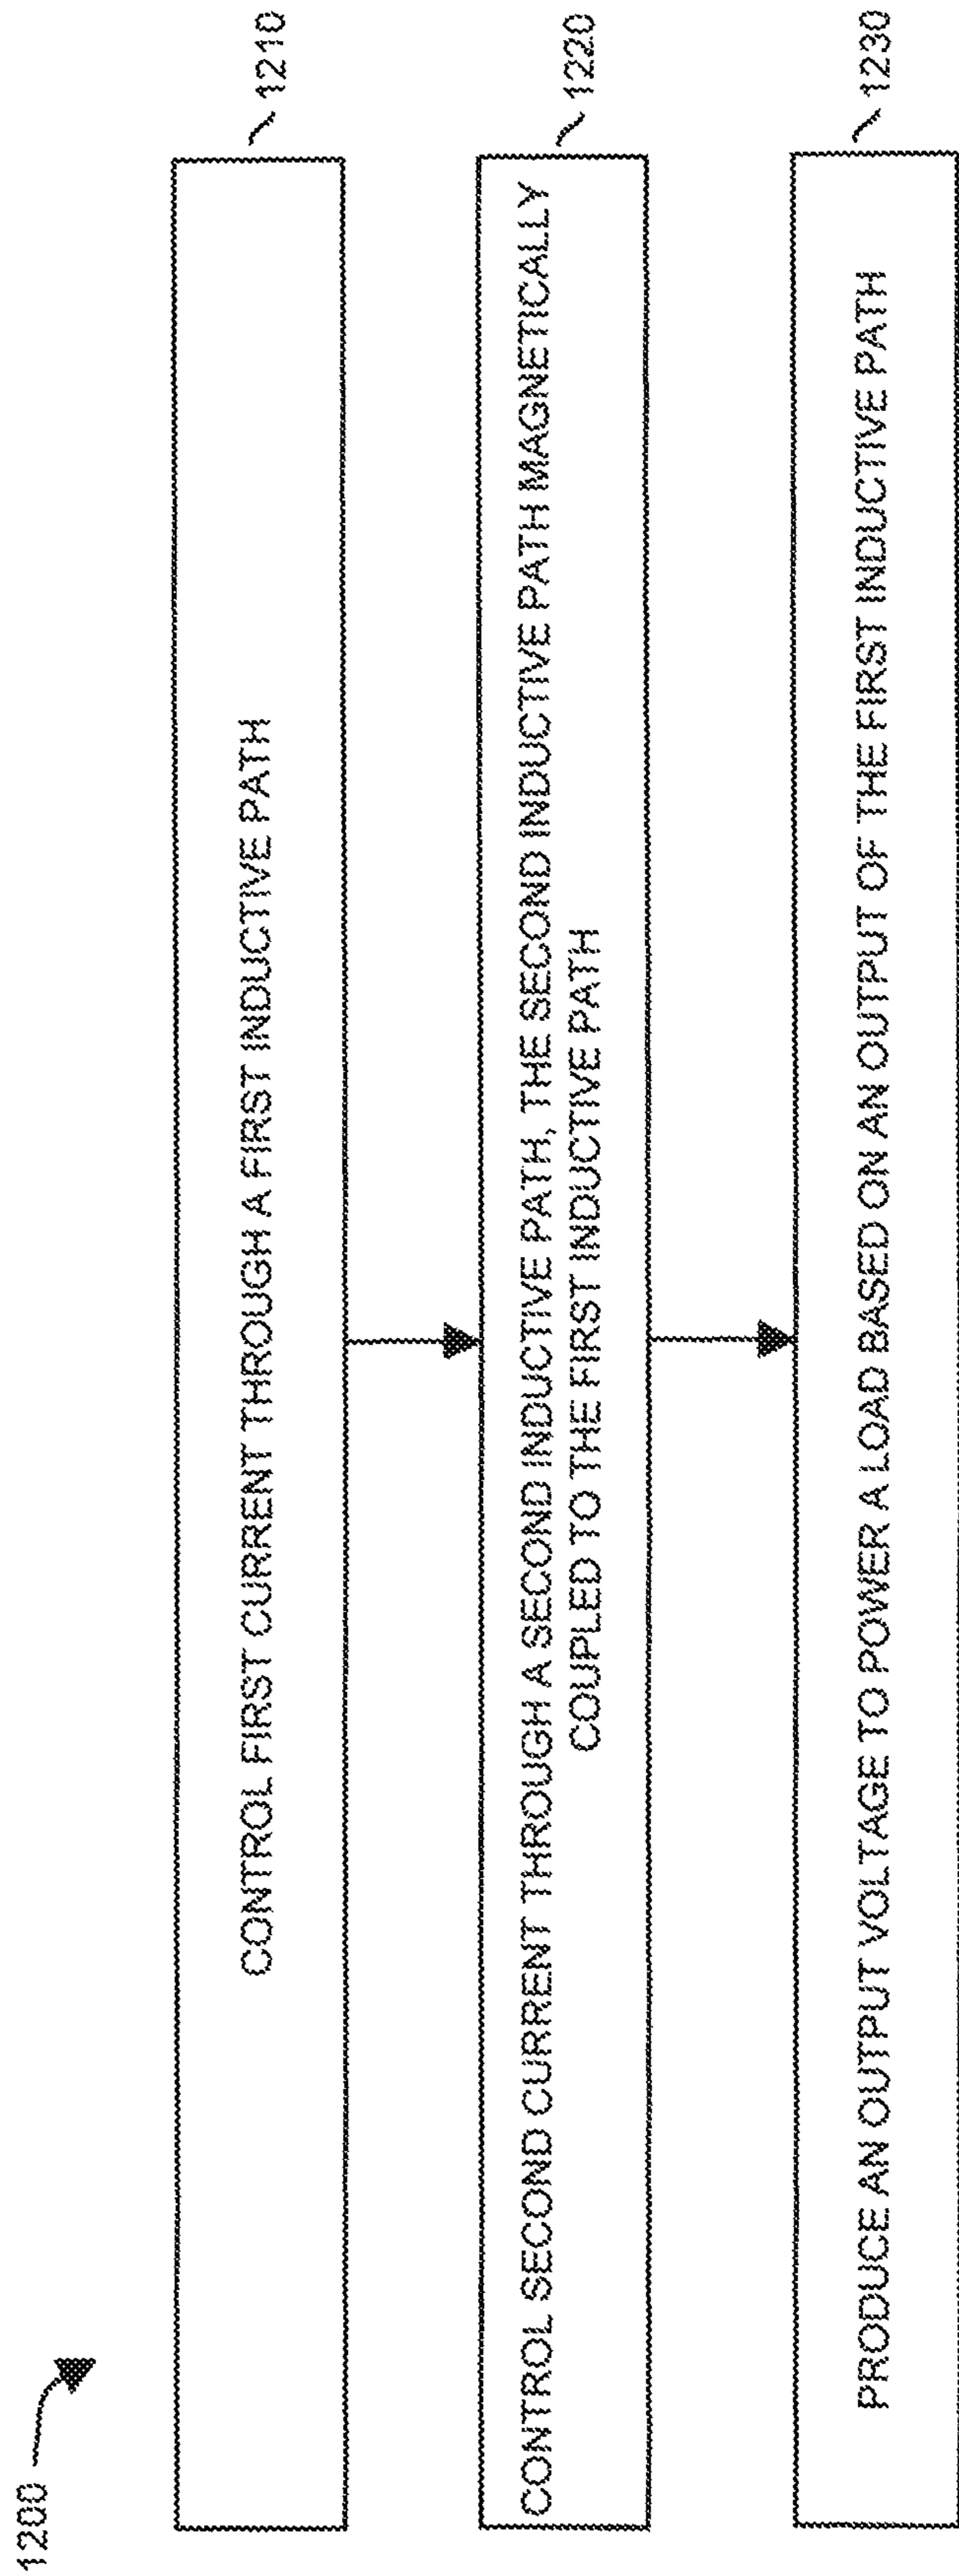 1200
CONTROL FIRST CURRENT THROUGH A FIRST INDUCTIVE PATH
1210
CONTROL SECOND CURRENT THROUGH A SECOND INDUCTIVE PATH, THE SECOND INDUCTIVE PATH MAGNETICALLY
COUPLED TO THE FIRST INDUCTIVE PATH
1220
PRODUCE AN OUTPUT VOLTAGE TO POWER A LOAD BASED ON AN OUTPUT OF THE FIRST INDUCTIVE PATH
1230